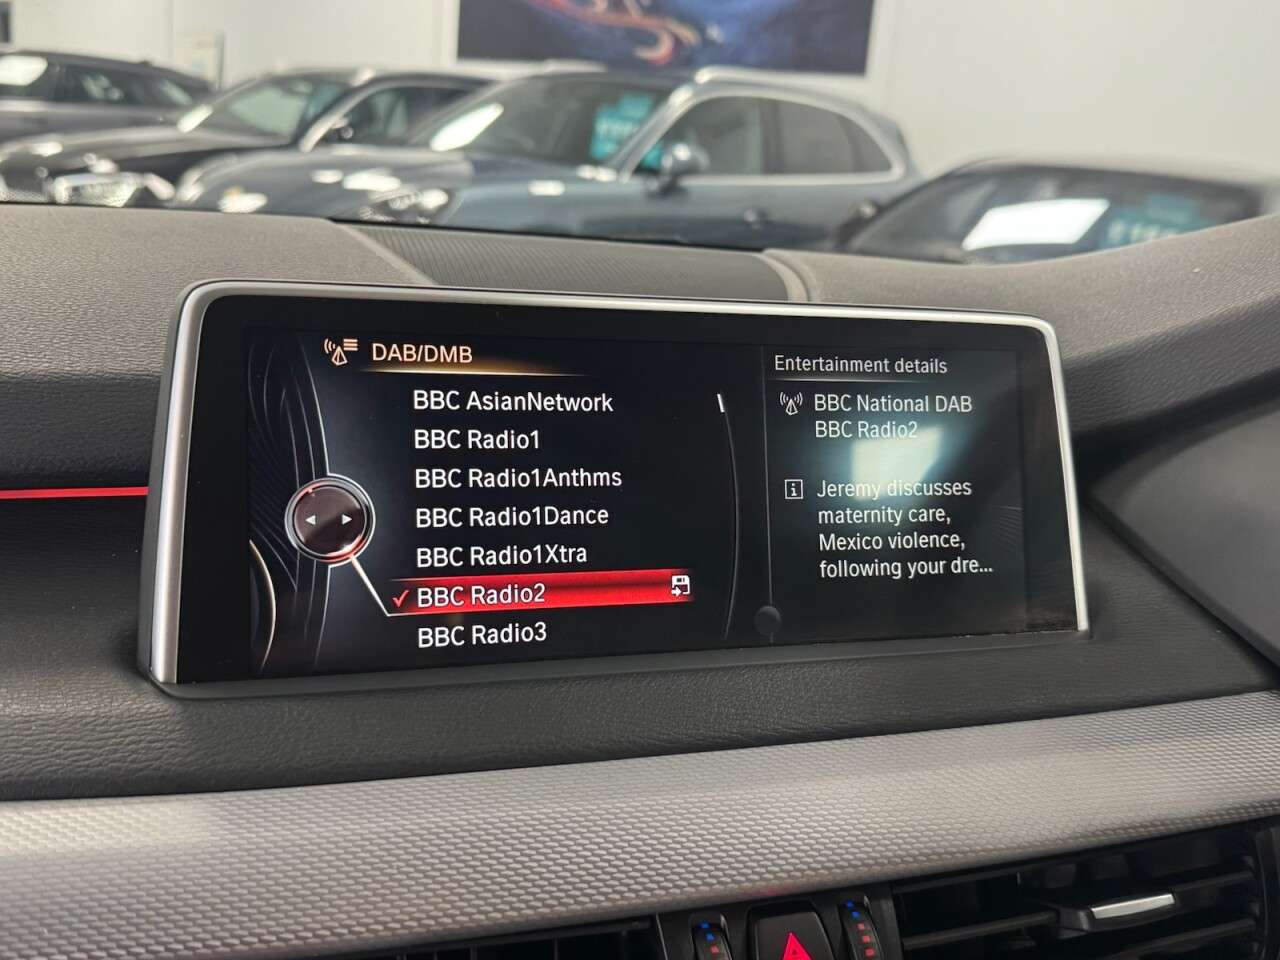 DAB/DMB
BBC AsianNetwork
BBC Radio1
BBC Radio1Anthms
BBC Radio1Dance
BBC Radio1Xtra
BBC Radio2
BBC Radio3
Entertainment details
BBC National DAB
BBC Radio2
Jeremy discusses
maternity care,
Mexico violence,
following your dre...